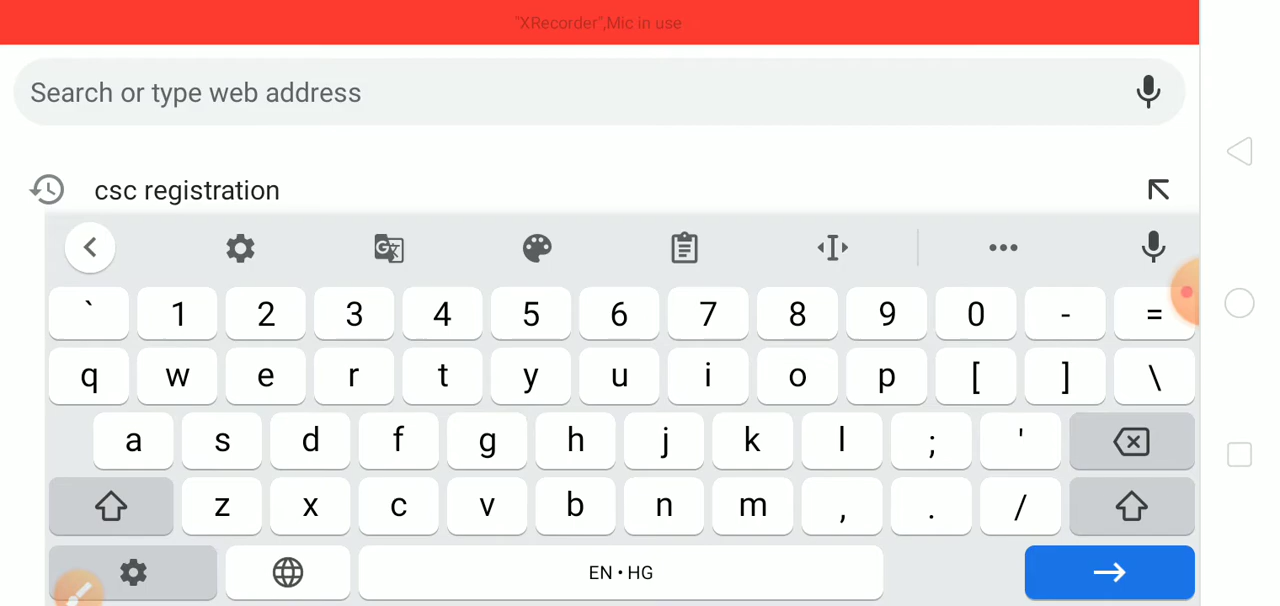 "XRecorder",Mic in use
Search or type web address
csc registration
` 1 2 3 4 5 6 7 8 9 0 - =
q w e r t y u i o p [ ] \
a s d f g h j k l ; '
z x c v b n m , . /
EN • HG